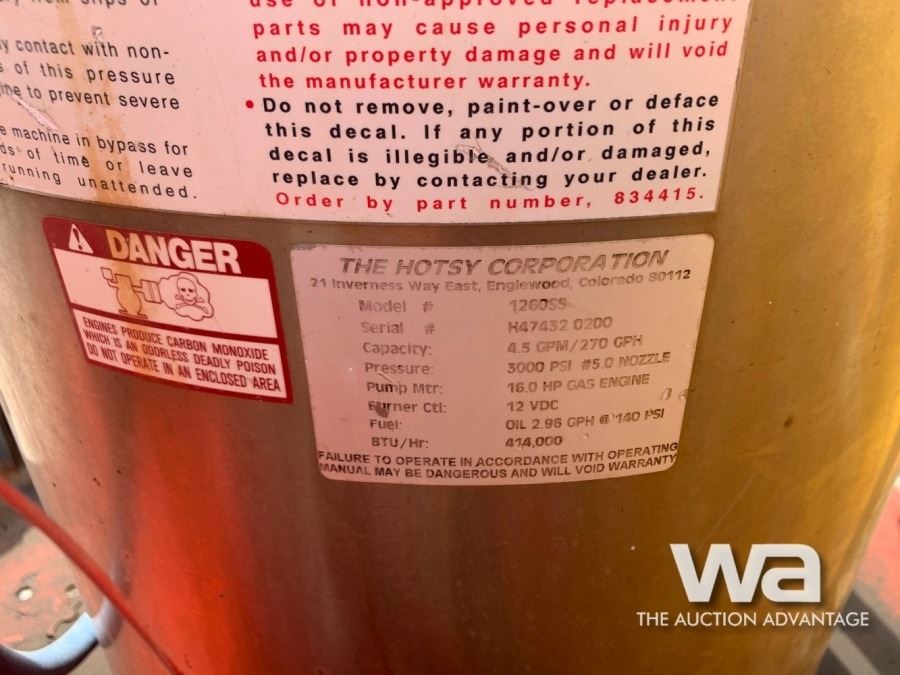 y contact with non-
s of this pressure
ine to prevent severe
e machine in bypass for
ds of time or leave
running unattended.
use of non-approved replacement
parts may cause personal injury
and/or property damage and will void
the manufacturer warranty.
• Do not remove, paint-over or deface
this decal. If any portion of this
decal is illegible and/or damaged,
replace by contacting your dealer.
Order by part number, 834415.
DANGER
ENGINES PRODUCE CARBON MONOXIDE
WHICH IS AN ODORLESS DEADLY POISON
DO NOT OPERATE IN AN ENCLOSED AREA
THE HOTSY CORPORATION
21 Inverness Way East, Englewood, Colorado 80112
Model # 1260SS
Serial # H47432 0200
Capacity: 4.5 GPM/270 GPH
Pressure: 3000 PSI #5.0 NOZZLE
Pump Mtr: 16.0 HP GAS ENGINE
Burner Ctl: 12 VDC
Fuel: OIL 2.96 GPH @ 140 PSI
BTU/Hr: 414,000
FAILURE TO OPERATE IN ACCORDANCE WITH OPERATING
MANUAL MAY BE DANGEROUS AND WILL VOID WARRANTY
wa
THE AUCTION ADVANTAGE